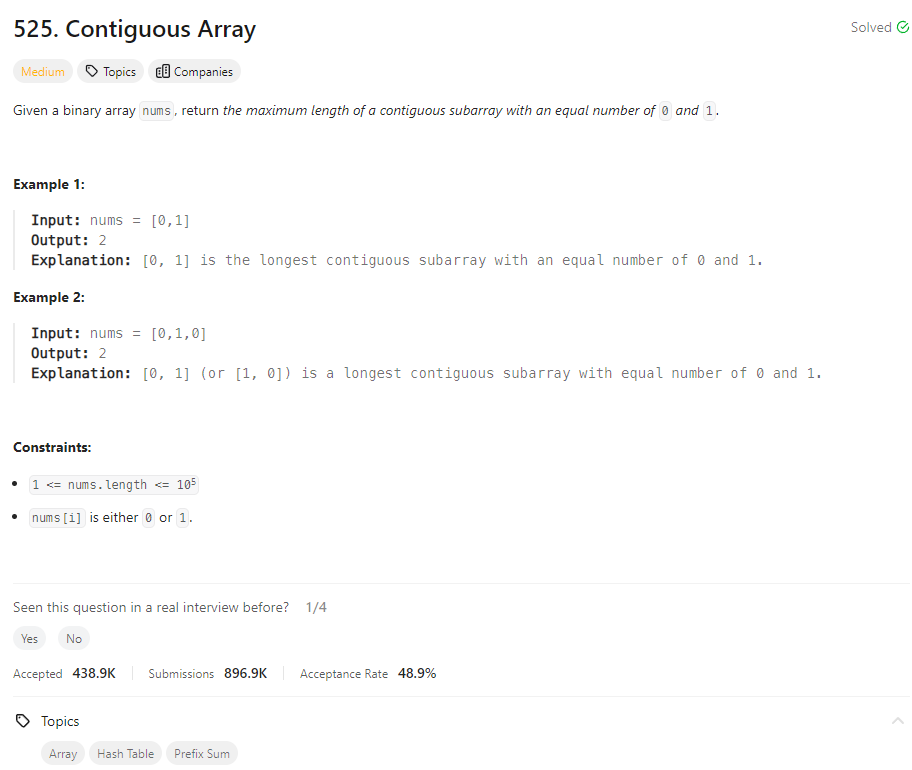 525. Contiguous Array
Solved
Medium Topics Companies
Given a binary array nums, return the maximum length of a contiguous subarray with an equal number of 0 and 1.
Example 1:
Input: nums = [0,1]
Output: 2
Explanation: [0, 1] is the longest contiguous subarray with an equal number of 0 and 1.
Example 2:
Input: nums = [0,1,0]
Output: 2
Explanation: [0, 1] (or [1, 0]) is a longest contiguous subarray with equal number of 0 and 1.
Constraints:
• 1 <= nums.length <= 10⁵
• nums[i] is either 0 or 1.
Seen this question in a real interview before? 1/4
Yes No
Accepted 438.9K Submissions 896.9K Acceptance Rate 48.9%
Topics
Array Hash Table Prefix Sum